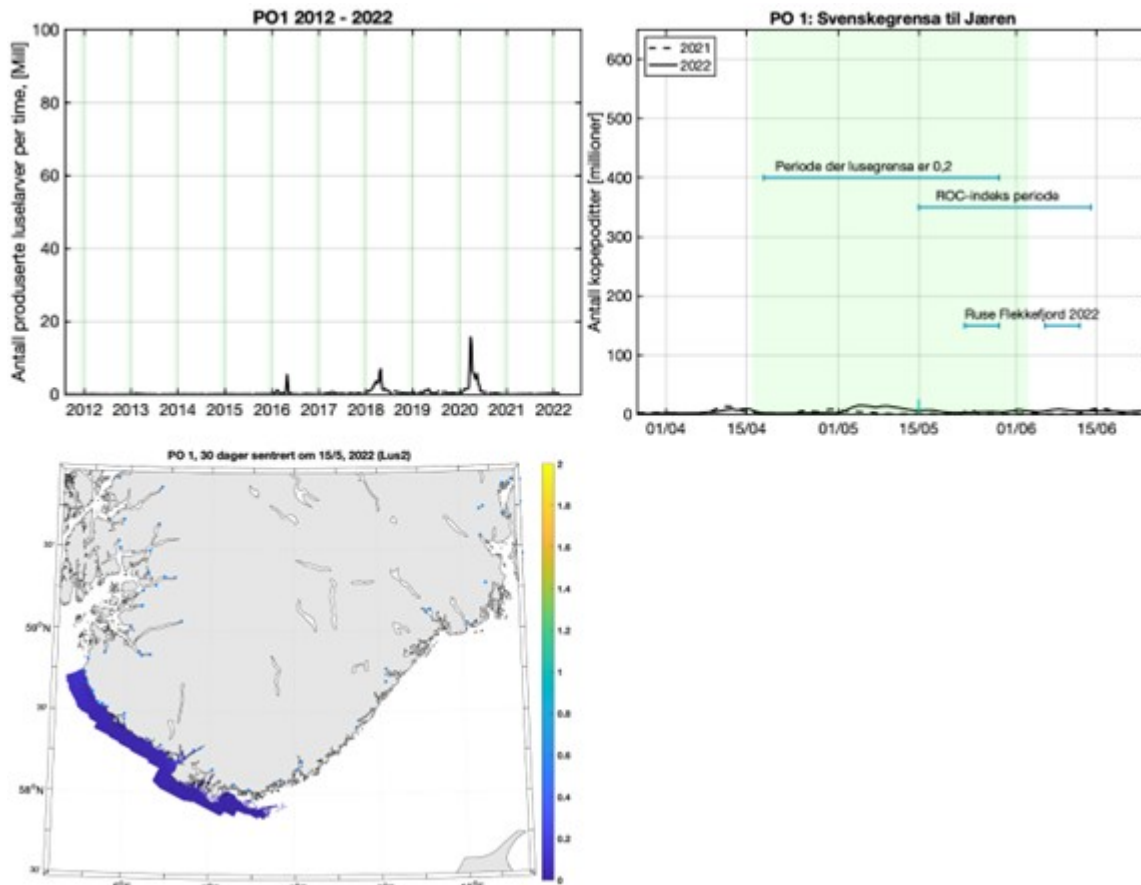 PO1 2012 - 2022
Antall produserte luselarver per time, [Mill]
100
80
60
40
20
0
2012 2013 2014 2015 2016 2017 2018 2019 2020 2021 2022
PO 1: Svenskegrensa til Jæren
2021
2022
Antall kopepoditter [millioner]
600
500
400
300
200
100
0
Periode der lusegrensa er 0,2
ROC-indeks periode
Ruse Flekkefjord 2022
01/04 15/04 01/05 15/05 01/06 15/06
PO 1, 30 dager sentrert om 15/5, 2022 (Lus2)
30'
59°N
30'
58°N
30'
2
1.8
1.6
1.4
1.2
1
0.8
0.6
0.4
0.2
0